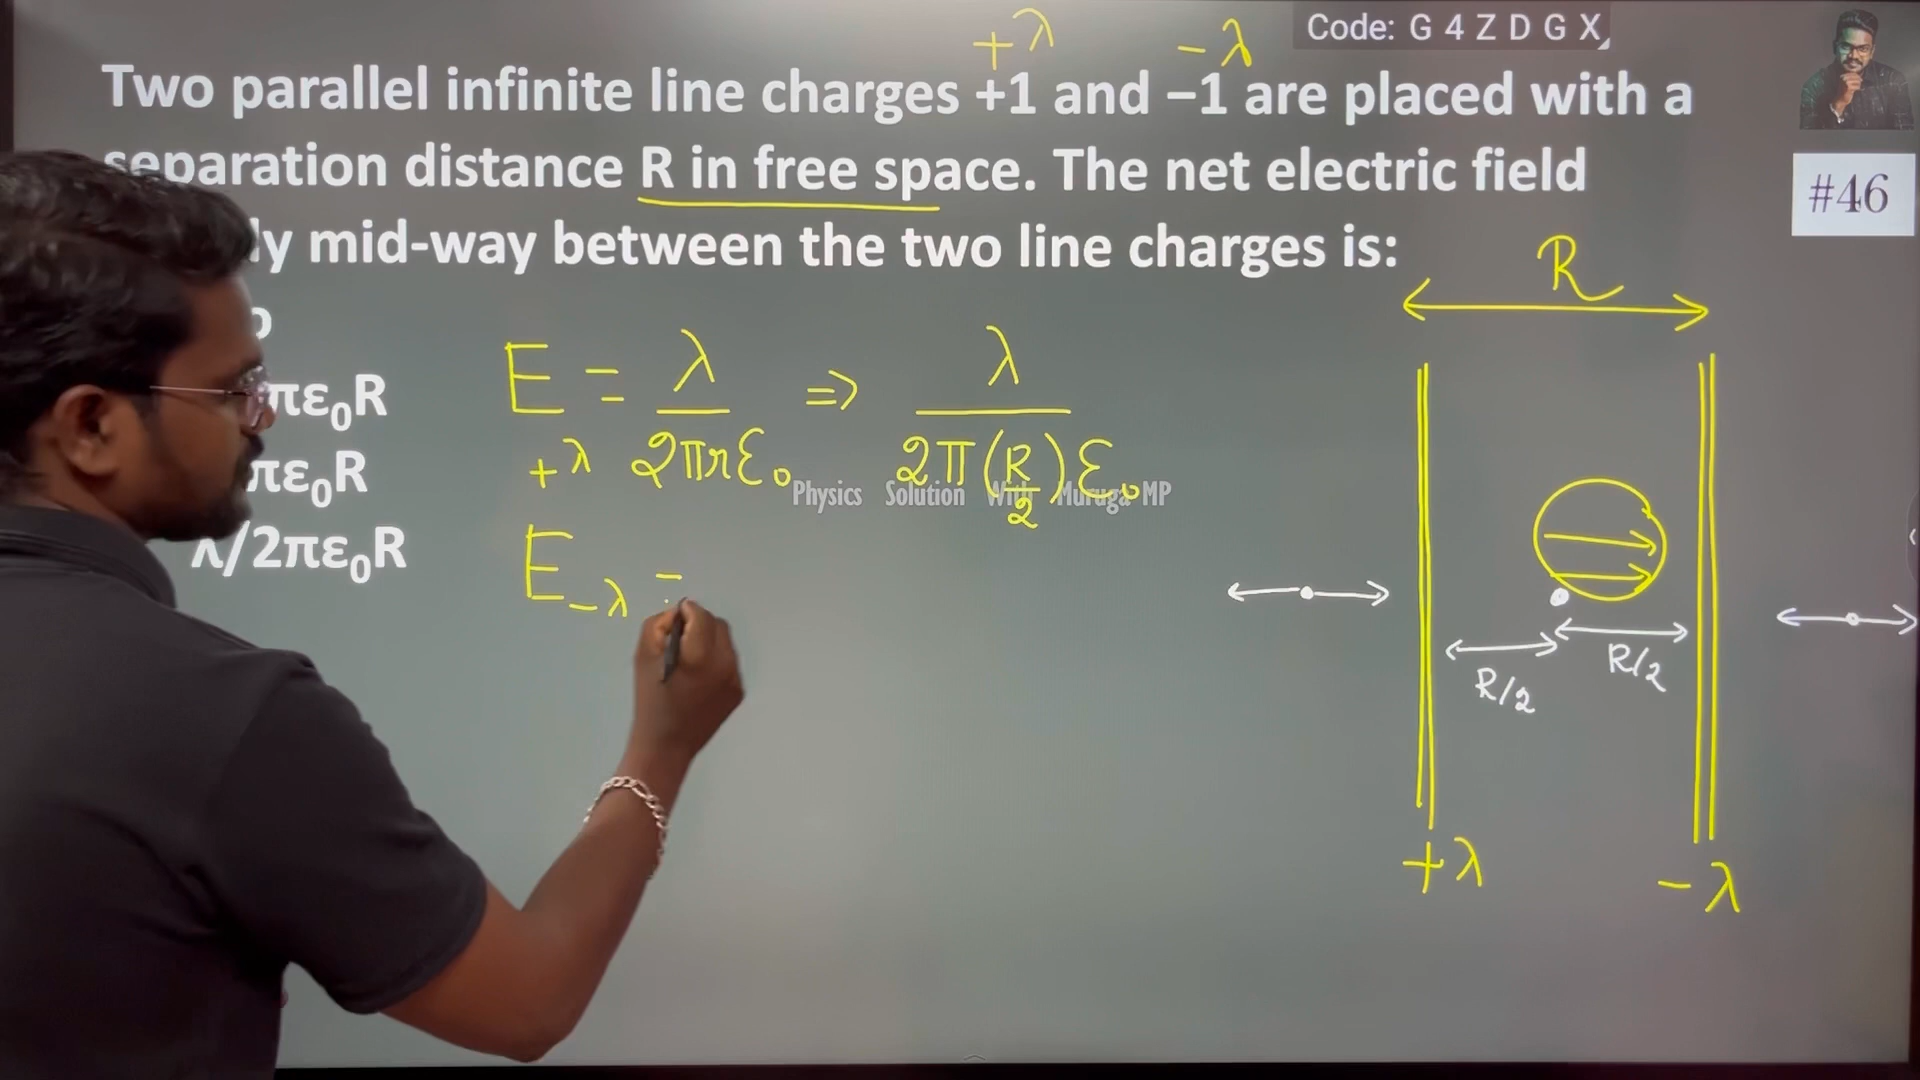 Code: G 4 Z D G X
+λ −λ
Two parallel infinite line charges +1 and −1 are placed with a
separation distance R in free space. The net electric field
mid-way between the two line charges is:
#46
R
πε₀R
πε₀R
λ/2πε₀R
E+λ = λ/2πrε₀ ⇒ λ/2π(R/2)ε₀
Physics Solution With Muruga MP
E−λ =
R/2
R/2
+λ
−λ